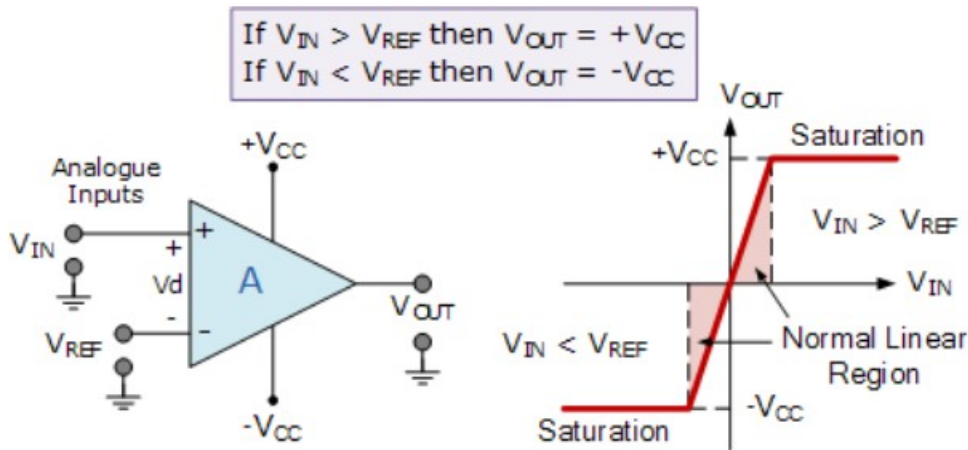 If VIN > VREF then VOUT = +VCC
If VIN < VREF then VOUT = -VCC
+VCC
Analogue
Inputs
VIN
+
+
Vd
A
-
−
VREF
VOUT
-VCC
VOUT
Saturation
+VCC
VIN > VREF
VIN
VIN < VREF
Normal Linear
Region
-VCC
Saturation